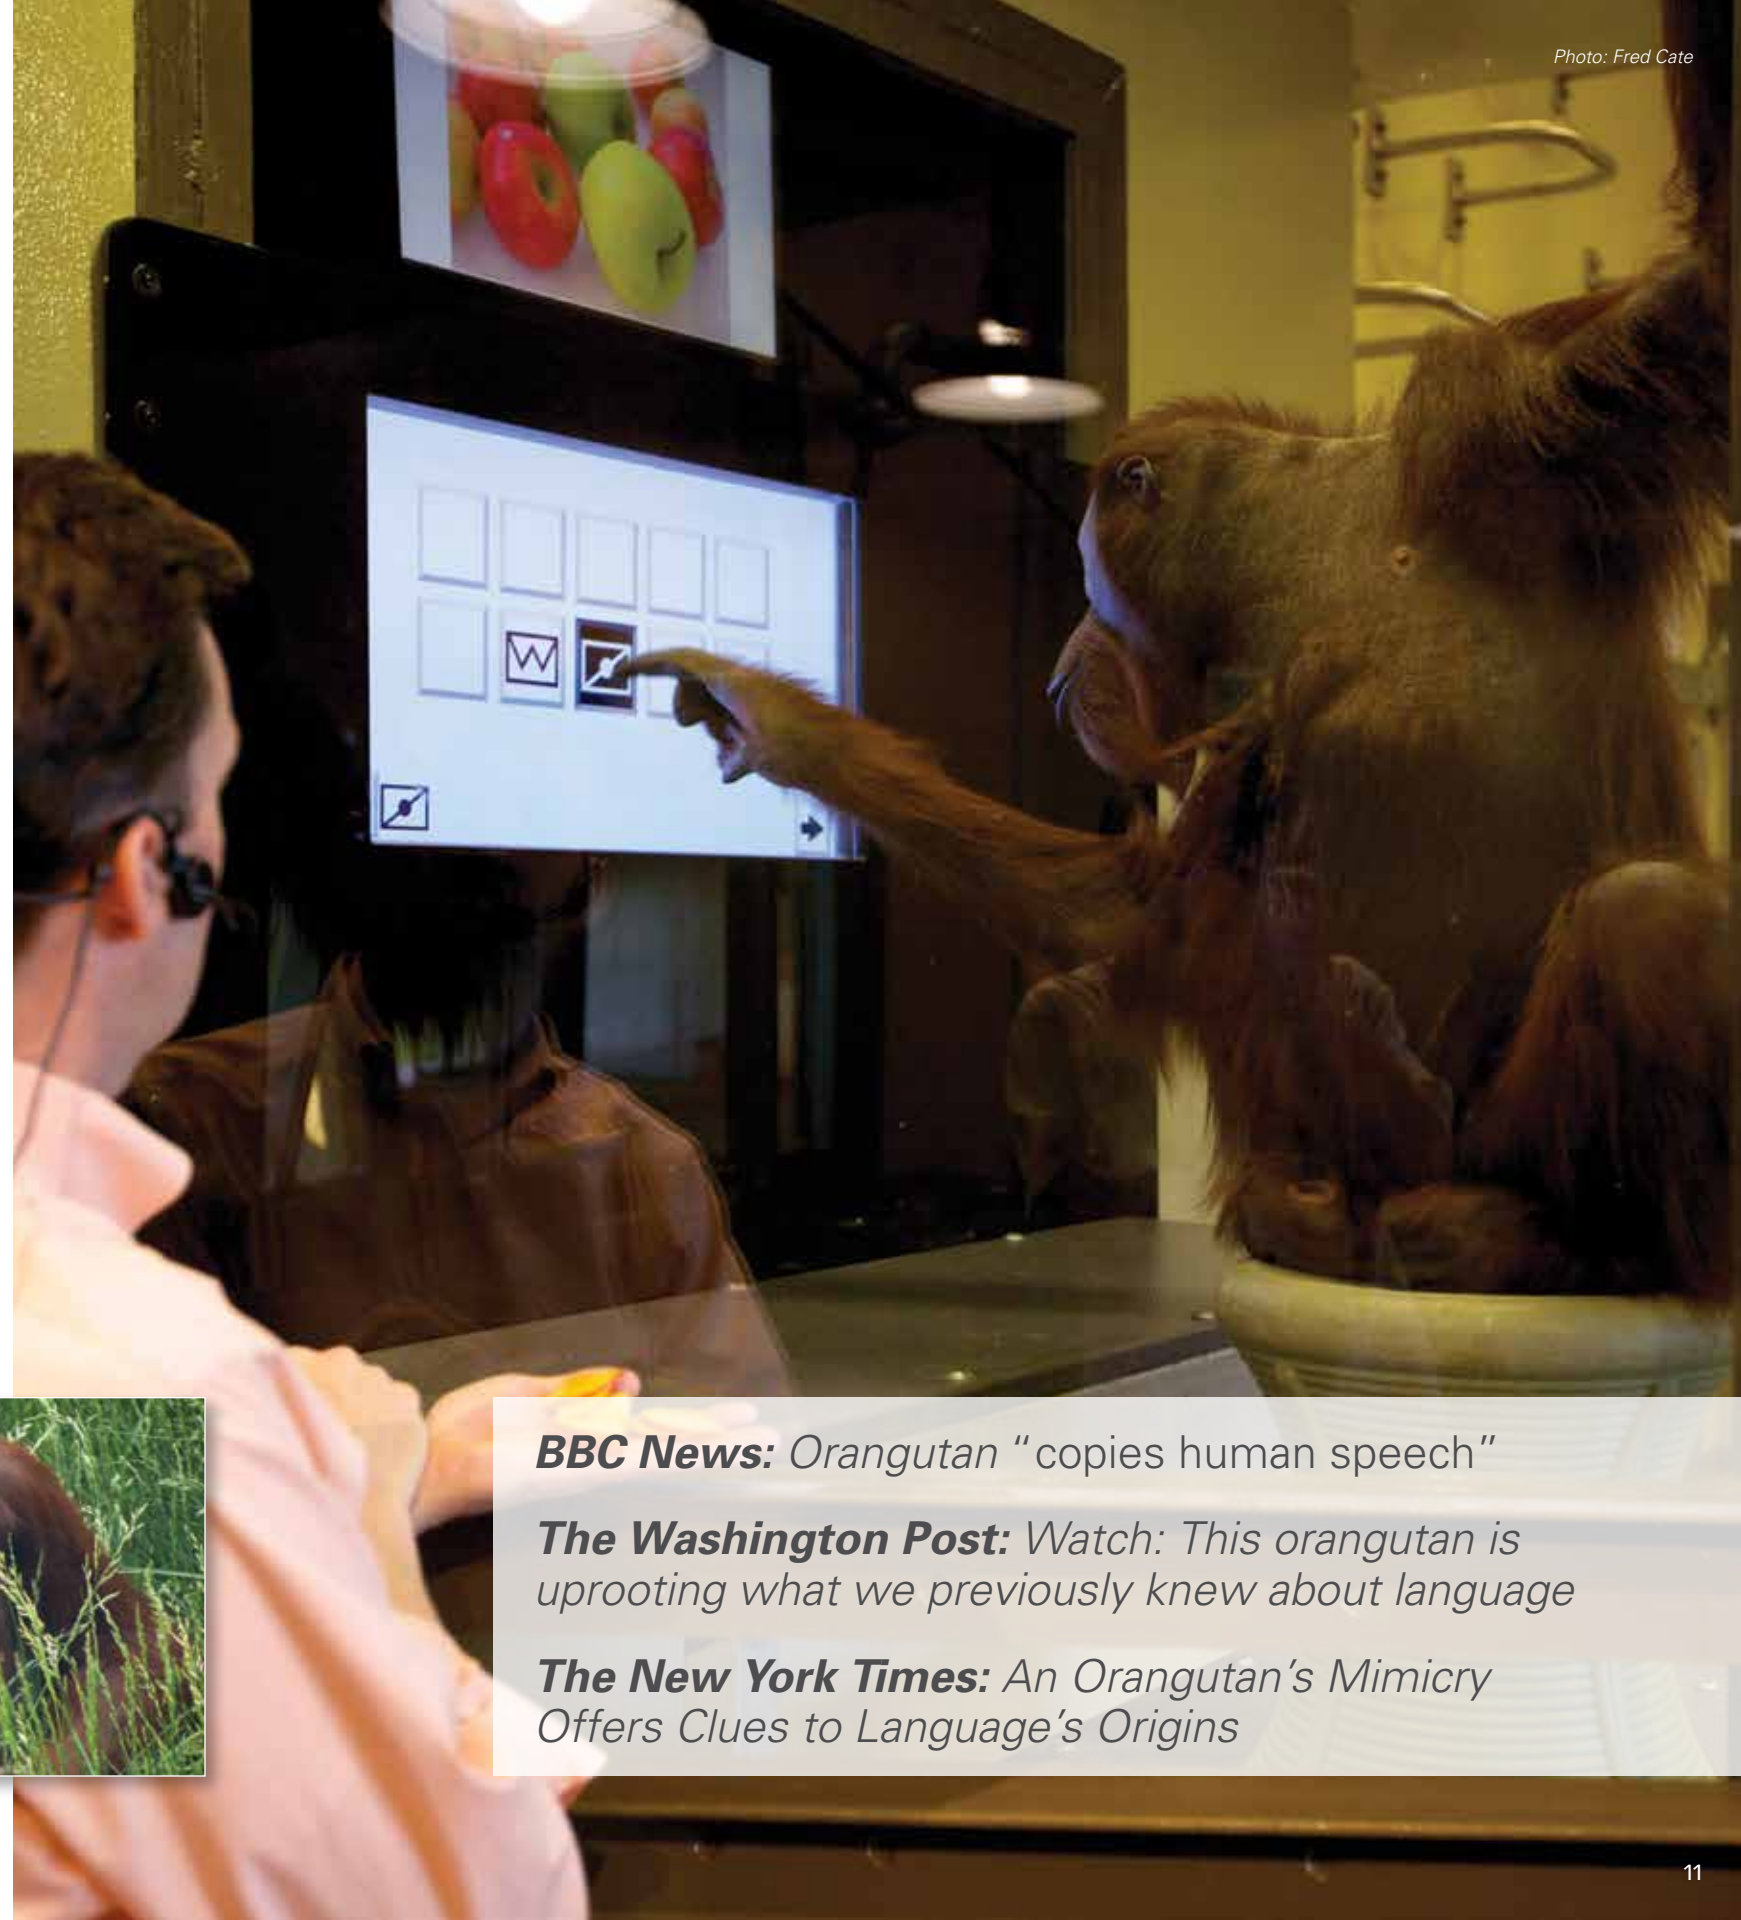 Photo: Fred Cate
W
BBC News: Orangutan “copies human speech”
The Washington Post: Watch: This orangutan is
uprooting what we previously knew about language
The New York Times: An Orangutan’s Mimicry
Offers Clues to Language’s Origins
11